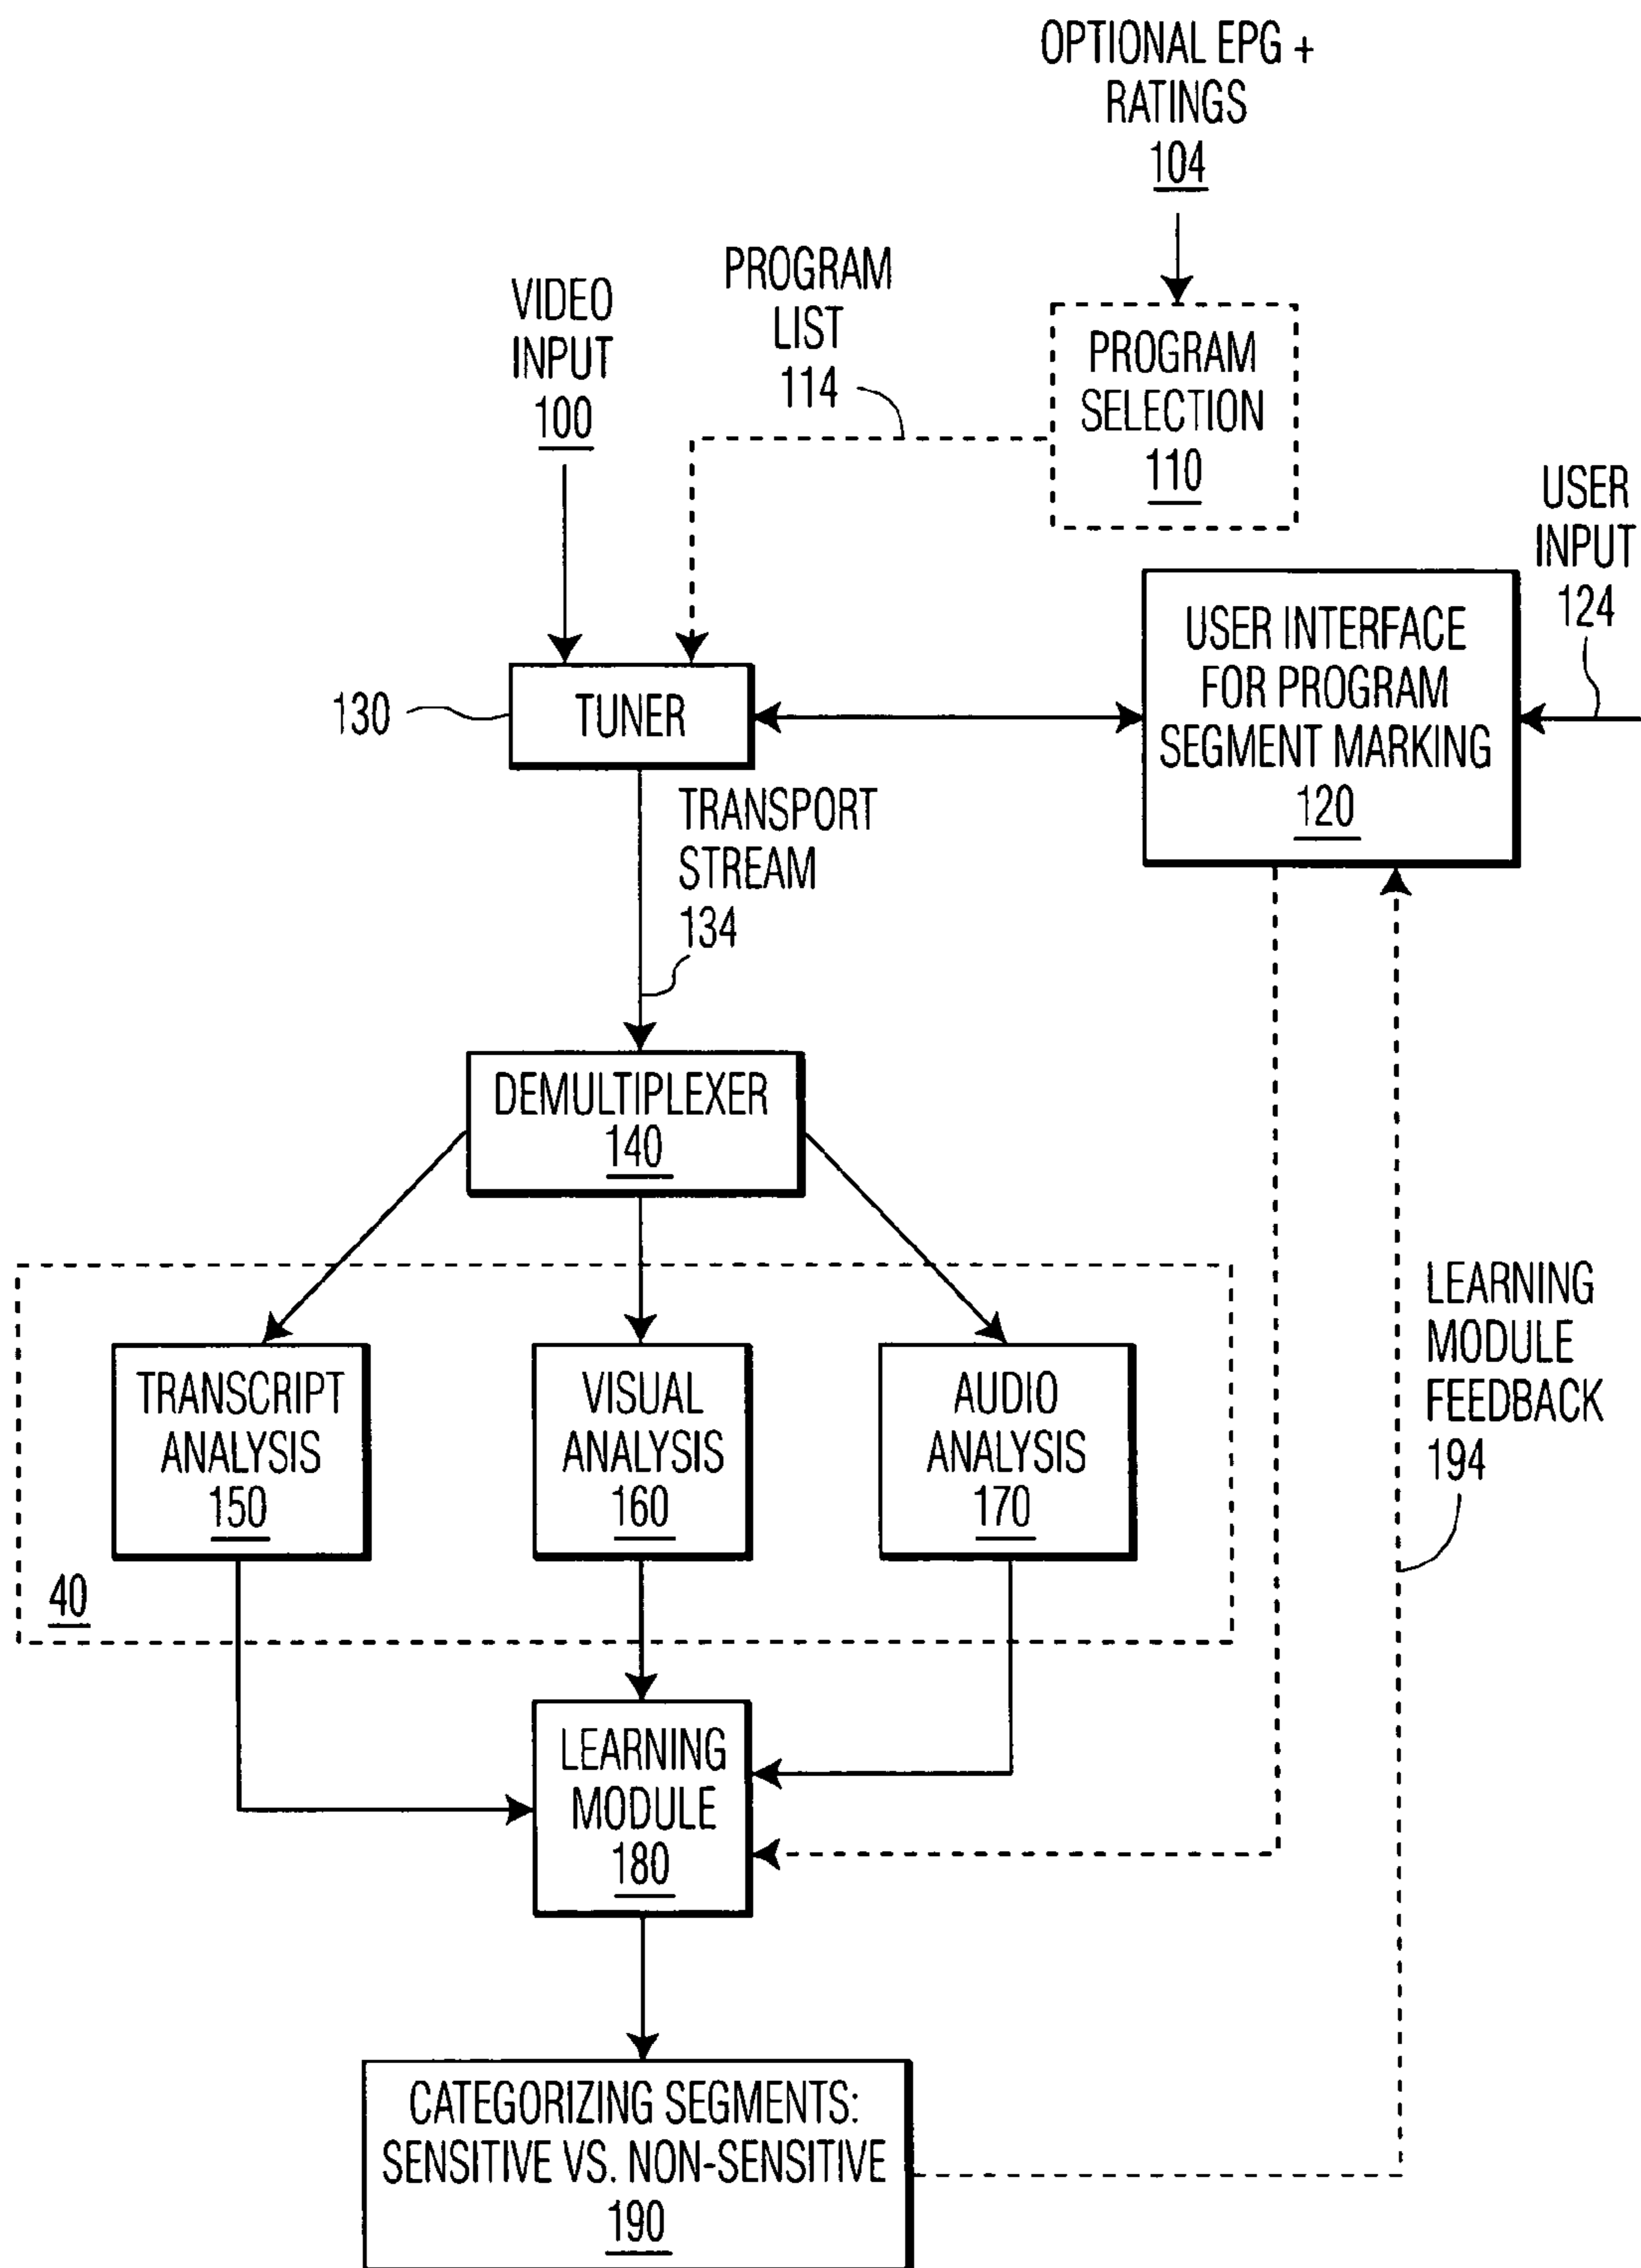 OPTIONAL EPG +
RATINGS
104
PROGRAM
LIST
114
VIDEO
INPUT
100
PROGRAM
SELECTION
110
USER
INPUT
124
USER INTERFACE
FOR PROGRAM
SEGMENT MARKING
120
130
TUNER
TRANSPORT
STREAM
134
DEMULTIPLEXER
140
TRANSCRIPT
ANALYSIS
150
VISUAL
ANALYSIS
160
AUDIO
ANALYSIS
170
40
LEARNING
MODULE
FEEDBACK
194
LEARNING
MODULE
180
CATEGORIZING SEGMENTS:
SENSITIVE VS. NON-SENSITIVE
190